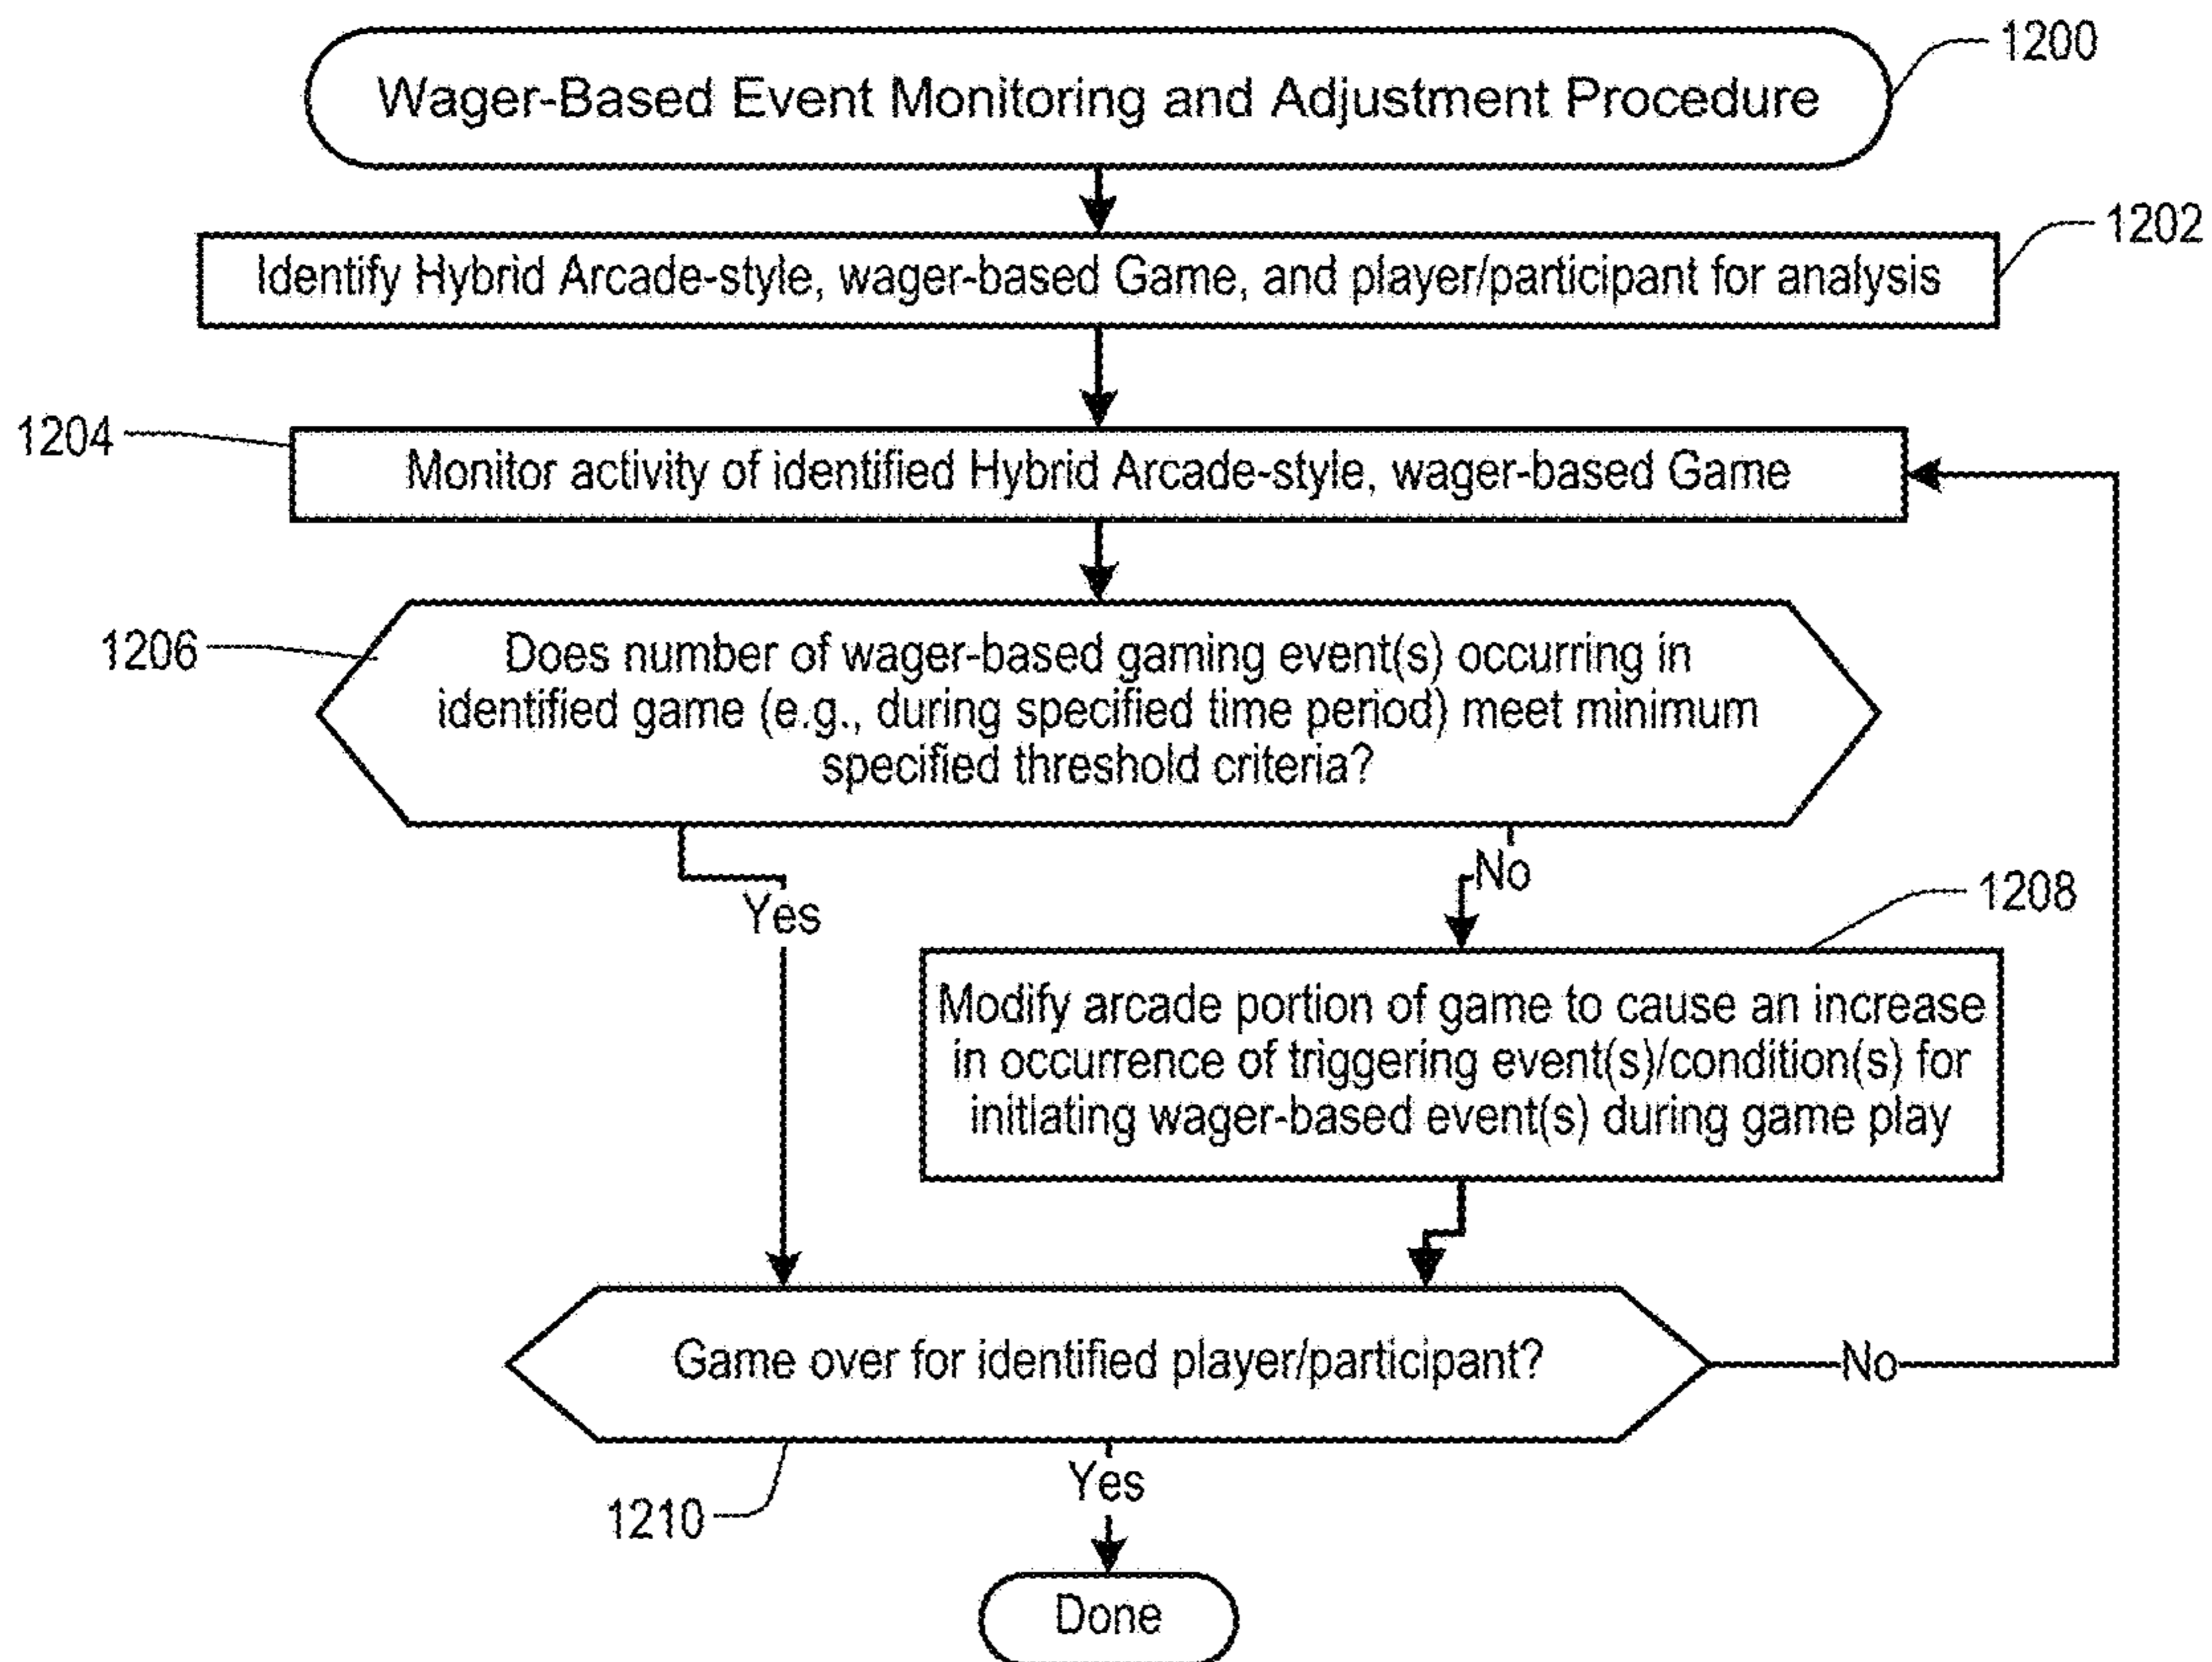 1200
Wager-Based Event Monitoring and Adjustment Procedure
1202
Identify Hybrid Arcade-style, wager-based Game, and player/participant for analysis
1204
Monitor activity of identified Hybrid Arcade-style, wager-based Game
1206
Does number of wager-based gaming event(s) occurring in
identified game (e.g., during specified time period) meet minimum
specified threshold criteria?
No
Yes
1208
Modify arcade portion of game to cause an increase
in occurrence of triggering event(s)/condition(s) for
initiating wager-based event(s) during game play
Game over for identified player/participant?
No
Yes
1210
Done